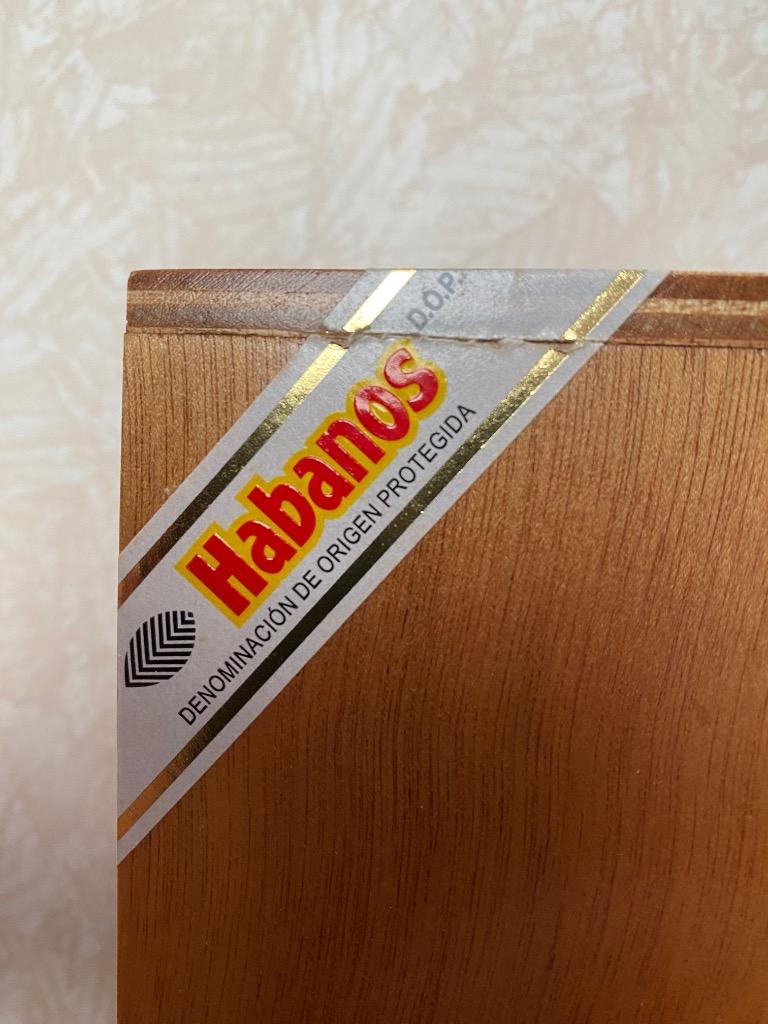 D.O.P.
Habanos
DENOMINACIÓN DE ORIGEN PROTEGIDA